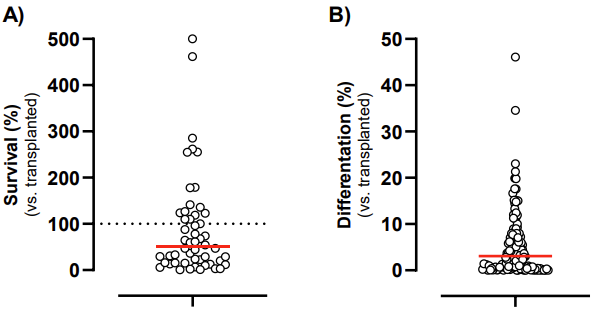 A)
Survival (%)
(vs. transplanted)
500
400
300
200
100
0
B)
Differentation (%)
(vs. transplanted)
50
40
30
20
10
0